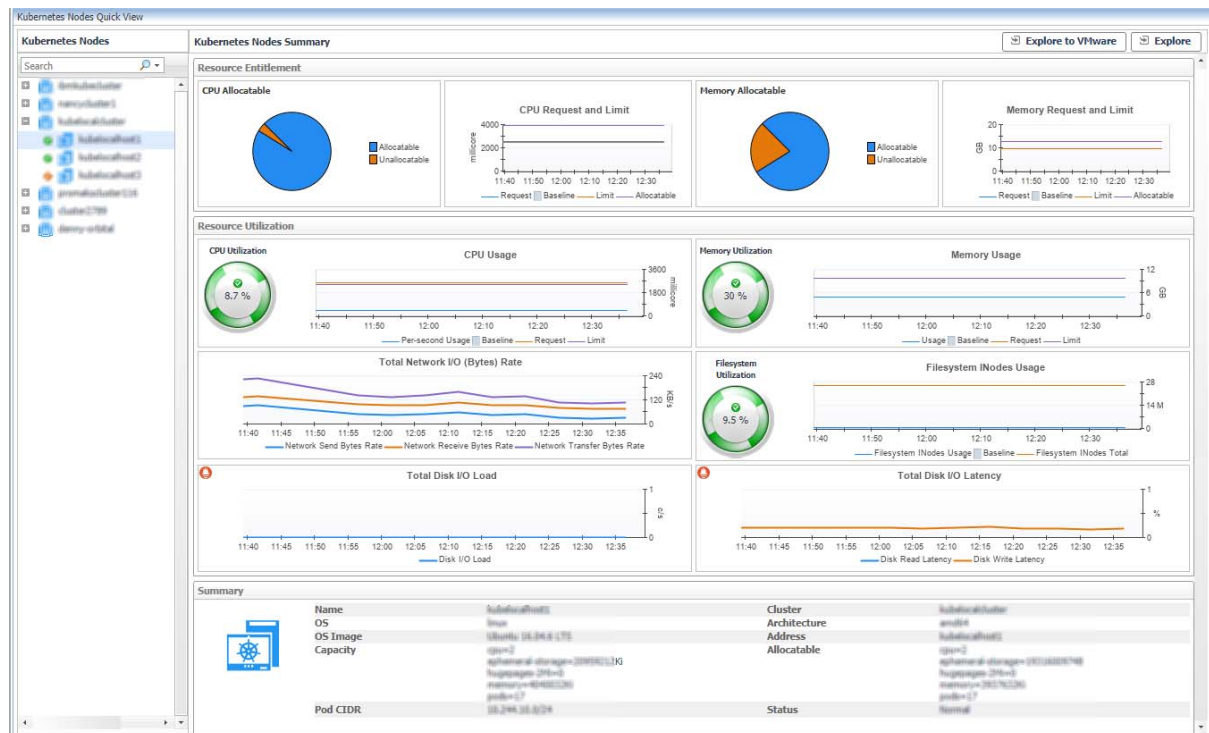 Kubernetes Nodes Quick View
Kubernetes Nodes
Kubernetes Nodes Summary
Explore to VMware
Explore
Search
Resource Entitlement
CPU Allocatable
Allocatable
Unallocatable
CPU Request and Limit
4000
2000
0
millicore
11:40 11:50 12:00 12:10 12:20 12:30
Request Baseline Limit Allocatable
Memory Allocatable
Allocatable
Unallocatable
Memory Request and Limit
20
10
0
GB
11:40 11:50 12:00 12:10 12:20 12:30
Request Baseline Limit Allocatable
Resource Utilization
CPU Utilization
8.7 %
CPU Usage
3600
1800
0
millicore
11:40 11:50 12:00 12:10 12:20 12:30
Per-second Usage Baseline Request Limit
Memory Utilization
30 %
Memory Usage
12
6
0
GB
11:40 11:50 12:00 12:10 12:20 12:30
Usage Baseline Request Limit
Total Network I/O (Bytes) Rate
240
120
0
KB/s
11:40 11:45 11:50 11:55 12:00 12:05 12:10 12:15 12:20 12:25 12:30 12:35
Network Send Bytes Rate Network Receive Bytes Rate Network Transfer Bytes Rate
Filesystem
Utilization
9.5 %
Filesystem INodes Usage
28
14 M
0
11:40 11:50 12:00 12:10 12:20 12:30
Filesystem INodes Usage Baseline Filesystem INodes Total
Total Disk I/O Load
1
0
o/s
11:40 11:45 11:50 11:55 12:00 12:05 12:10 12:15 12:20 12:25 12:30 12:35
Disk I/O Load
Total Disk I/O Latency
1
0
%
11:40 11:45 11:50 11:55 12:00 12:05 12:10 12:15 12:20 12:25 12:30 12:35
Disk Read Latency Disk Write Latency
Summary
Name
Cluster
OS
Architecture
OS Image
Address
Capacity
Allocatable
Ki
Pod CIDR
Status